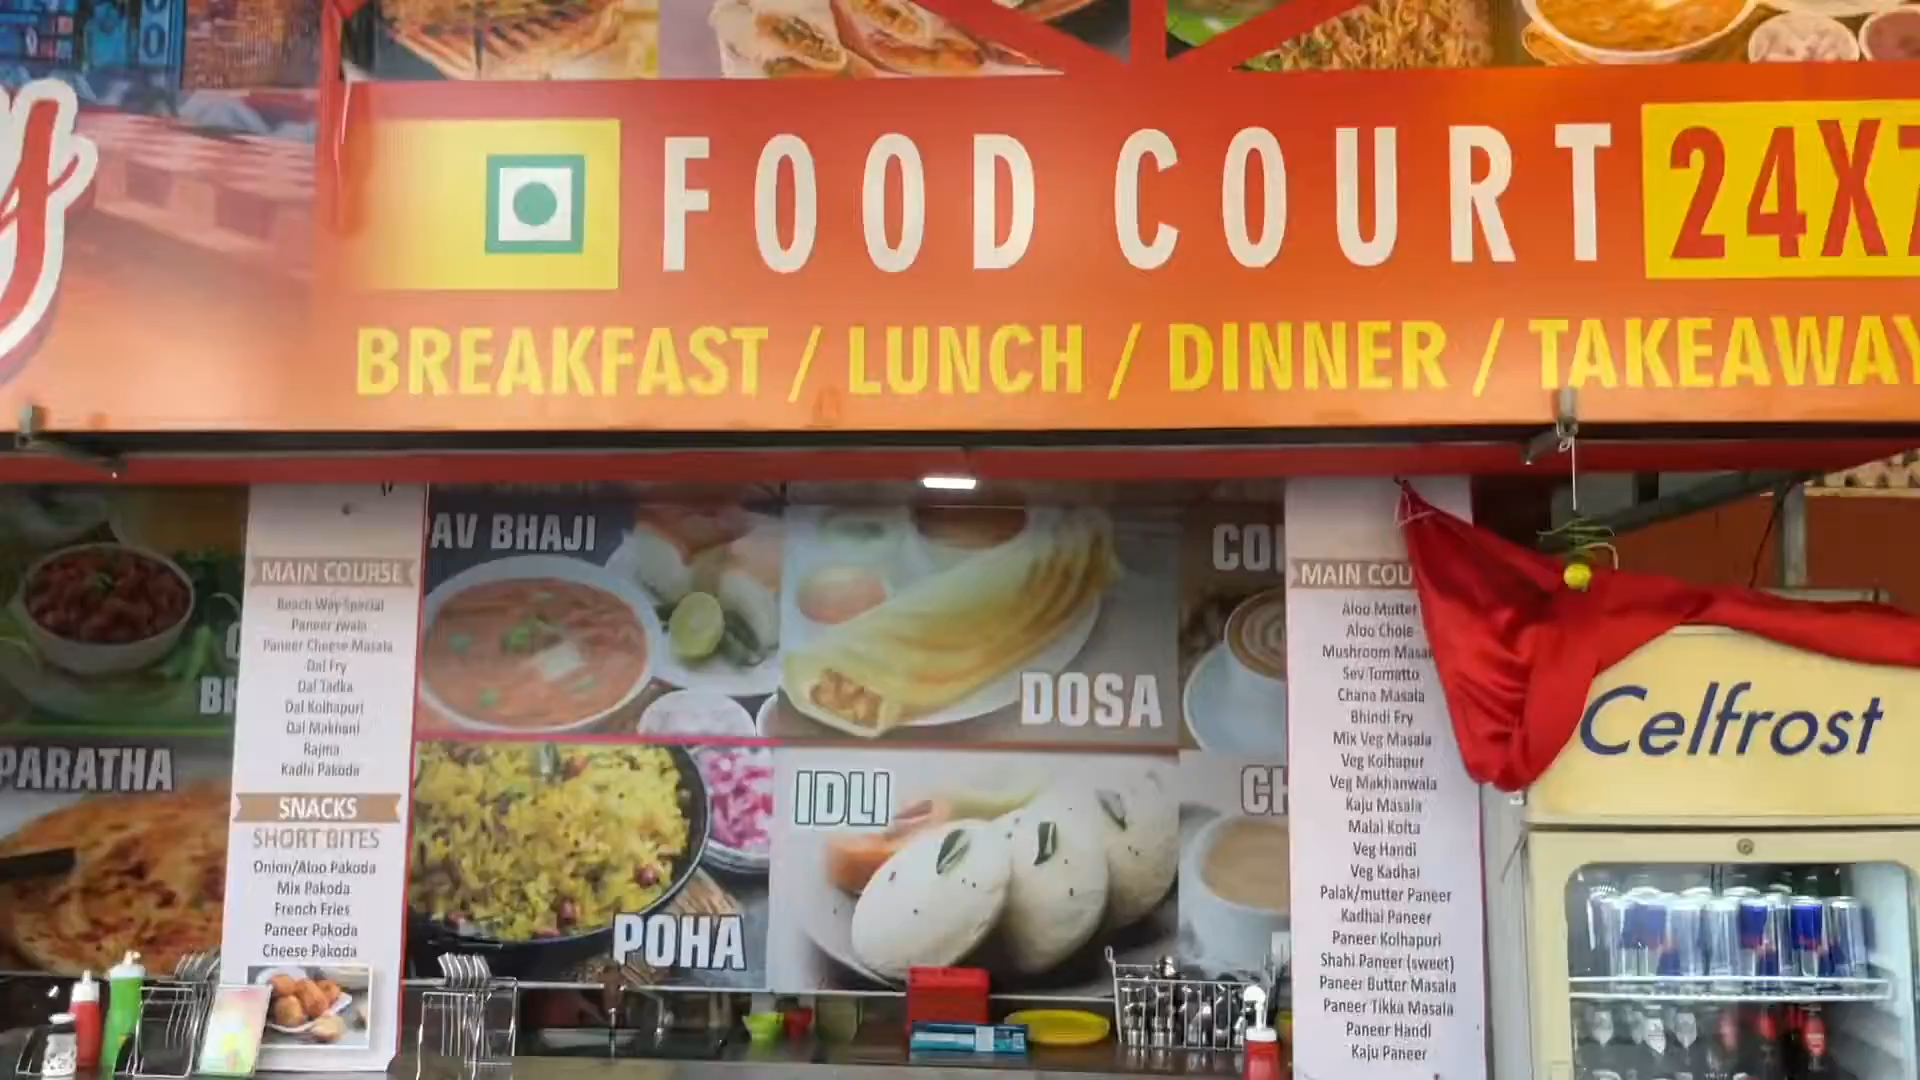 FOOD COURT 24X7
BREAKFAST / LUNCH / DINNER / TAKEAWAY
PARATHA
MAIN COURSE
Beach Way Special
Paneer
Paneer Cheese Masala
Dal Fry
Dal Tadka
Dal Kolhapuri
Dal Makhani
Rajma
Kadhi Pakoda
SNACKS
SHORT BITES
Onion/Aloo Pakoda
Mix Pakoda
French Fries
Paneer Pakoda
Cheese Pakoda
AV BHAJI
DOSA
POHA
IDLI
MAIN COU
Aloo Mutter
Aloo Chole
Mushroom Masa
Sev Tomatto
Chana Masala
Bhindi Fry
Mix Veg Masala
Veg Kolhapur
Veg Makhanwala
Kaju Masala
Malai Kofta
Veg Handi
Veg Kadhai
Palak/mutter Paneer
Kadhai Paneer
Paneer Kolhapuri
Shahi Paneer (sweet)
Paneer Butter Masala
Paneer Tikka Masala
Paneer Handi
Kaju Paneer
Celfrost